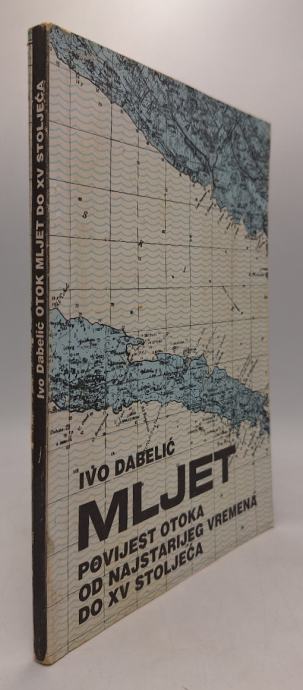 Ivo Dabelić OTOK MLJET DO XV STOLJEĆA
IVO DABELIĆ
MLJET
POVIJEST OTOKA
OD NAJSTARIJEG VREMENA
DO XV STOLJEĆA